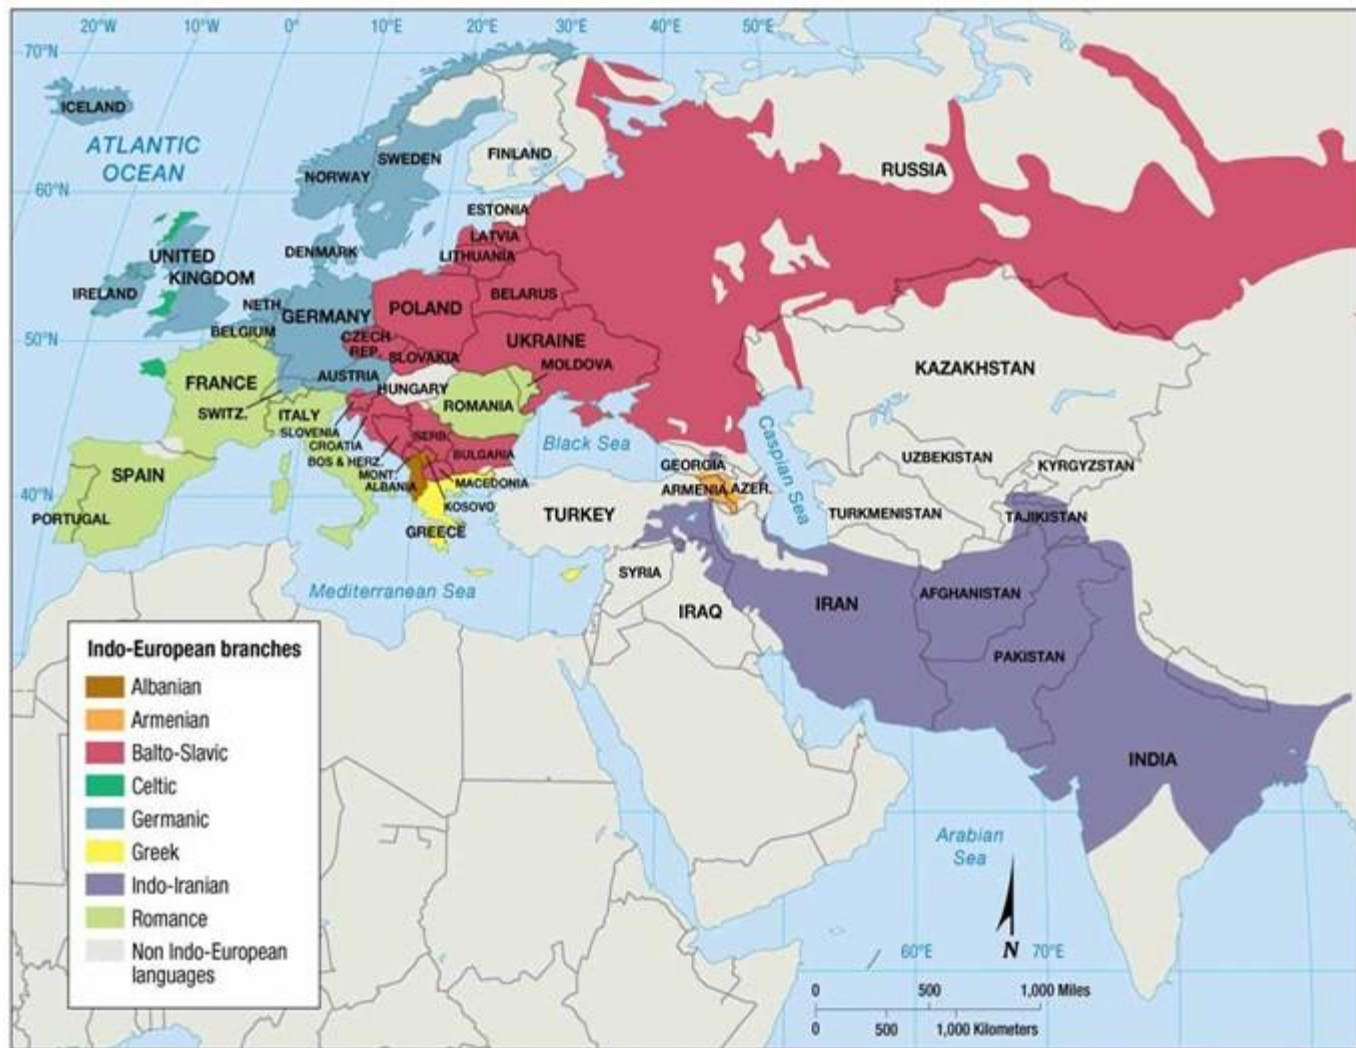 20°W 10°W 0° 10°E 20°E 30°E 40°E 50°E
70°N
ICELAND
ATLANTIC
OCEAN
SWEDEN
FINLAND
NORWAY
RUSSIA
60°N
ESTONIA
LATVIA
LITHUANIA
DENMARK
UNITED
KINGDOM
IRELAND
NETH.
GERMANY
POLAND
BELARUS
BELGIUM
CZECH
REP.
UKRAINE
50°N
SLOVAKIA
MOLDOVA
KAZAKHSTAN
FRANCE
AUSTRIA
HUNGARY
SWITZ.
ITALY
ROMANIA
SLOVENIA
CROATIA
SERB.
Black Sea
Caspian Sea
BOS & HERZ.
BULGARIA
UZBEKISTAN
KYRGYZSTAN
GEORGIA
SPAIN
MONT.
ALBANIA
MACEDONIA
ARMENIA
AZER.
40°N
KOSOVO
PORTUGAL
TURKEY
TURKMENISTAN
TAJIKISTAN
GREECE
SYRIA
Mediterranean Sea
IRAQ
IRAN
AFGHANISTAN
PAKISTAN
INDIA
Indo-European branches
Albanian
Armenian
Balto-Slavic
Celtic
Germanic
Greek
Indo-Iranian
Romance
Non Indo-European
languages
Arabian
Sea
N
60°E 70°E
0 500 1,000 Miles
0 500 1,000 Kilometers